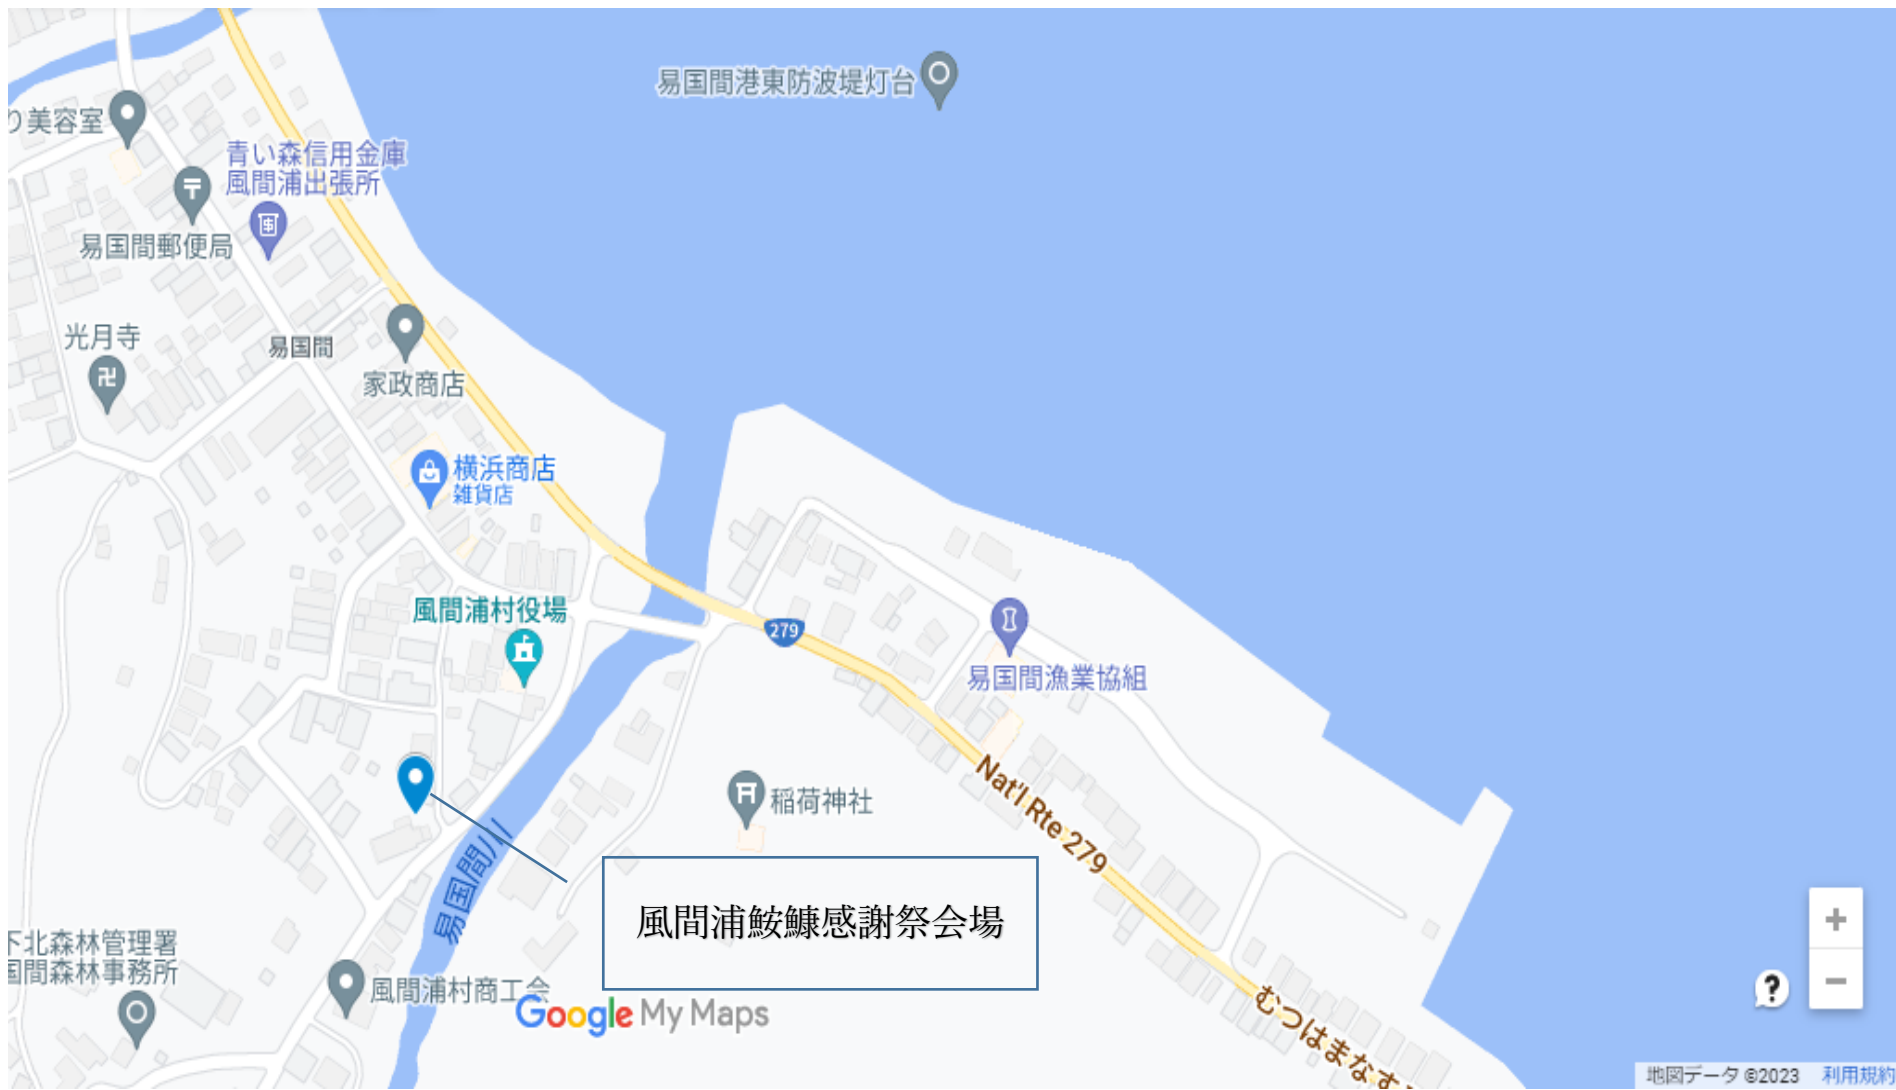 易国間港東防波堤灯台
り美容室
青い森信用金庫
風間浦出張所
易国間郵便局
光月寺
易国間
家政商店
横浜商店
雑貨店
風間浦村役場
279
易国間漁業協組
Nat'l Rte 279
稲荷神社
易国間川
風間浦鮟鱇感謝祭会場
下北森林管理署
国間森林事務所
風間浦村商工会
Google My Maps
むつはまなす
+
?
−
地図データ ©2023
利用規約